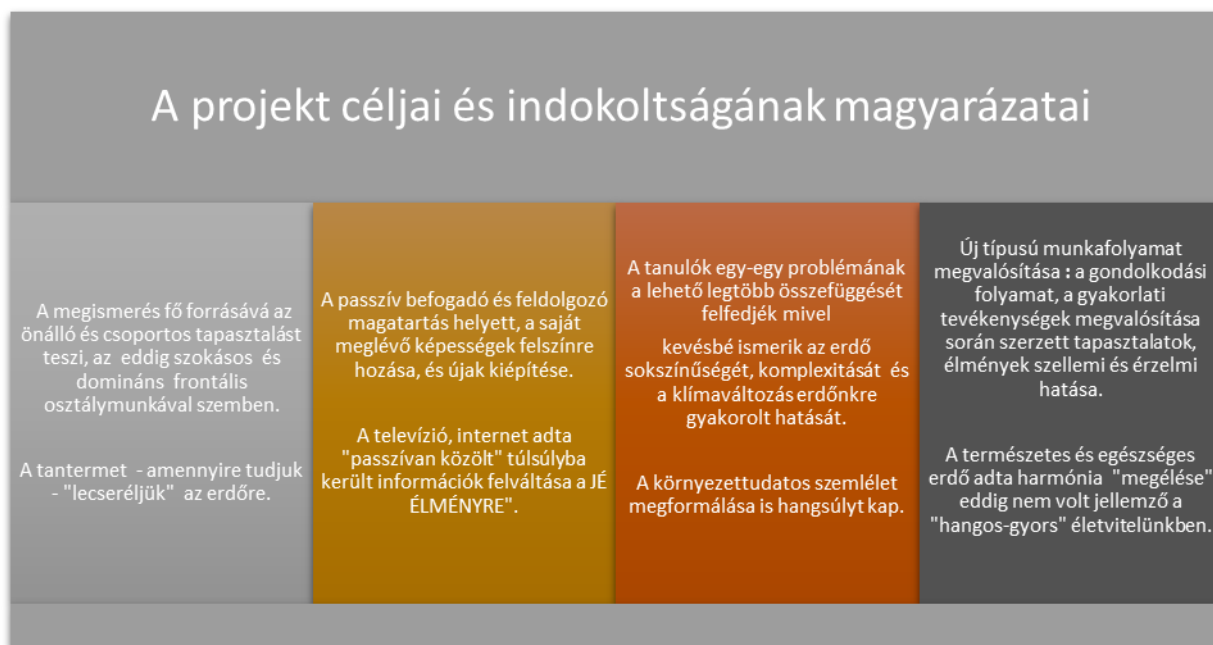 A projekt céljai és indokoltságának magyarázatai
A megismerés fő forrásává az
önálló és csoportos tapasztalást
teszi, az eddig szokásos és
domináns frontális
osztálymunkával szemben.
A tantermet - amennyire tudjuk
- "lecseréljük" az erdőre.
A passzív befogadó és feldolgozó
magatartás helyett, a saját
meglévő képességek felszínre
hozása, és újak kiépítése.
A televízió, internet adta
"passzívan közölt" túlsúlyba
került információk felváltása a JÉ
ÉLMÉNYRE".
A tanulók egy-egy problémának
a lehető legtöbb összefüggését
felfedjék mivel
kevésbé ismerik az erdő
sokszínűségét, komplexitását és
a klímaváltozás erdőnkre
gyakorolt hatását.
A környezettudatos szemlélet
megformálása is hangsúlyt kap.
Új típusú munkafolyamat
megvalósítása : a gondolkodási
folyamat, a gyakorlati
tevékenységek megvalósítása
során szerzett tapasztalatok,
élmények szellemi és érzelmi
hatása.
A természetes és egészséges
erdő adta harmónia "megélése"
eddig nem volt jellemző a
"hangos-gyors" életvitelünkben.